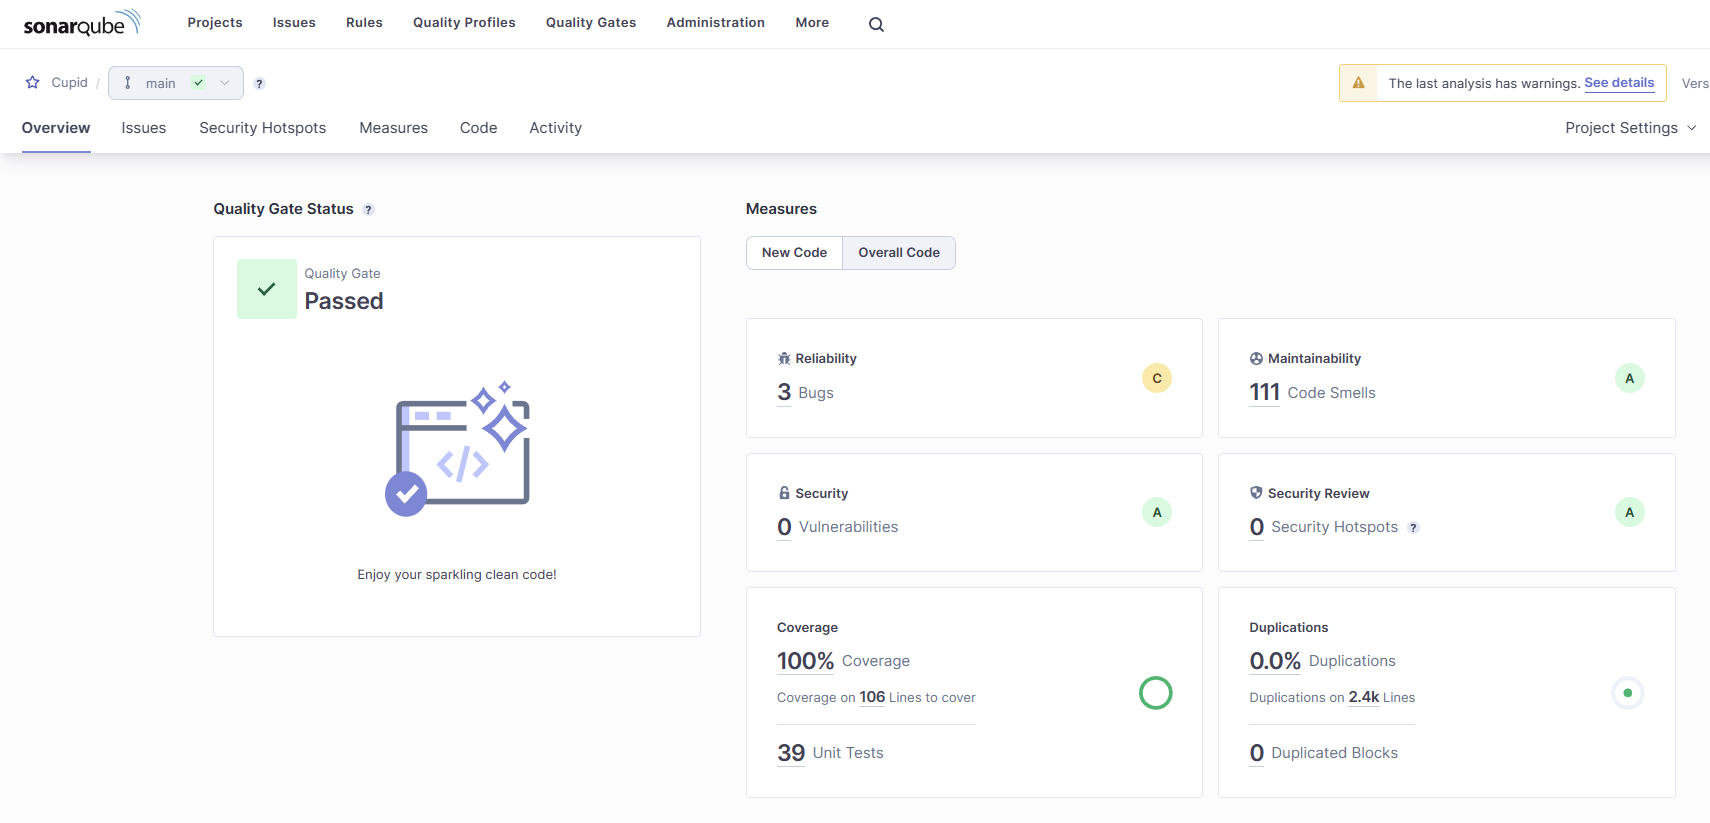 sonarqube Projects Issues Rules Quality Profiles Quality Gates Administration More
Cupid / main ? The last analysis has warnings. See details Vers
Overview Issues Security Hotspots Measures Code Activity Project Settings
Quality Gate Status ?
Quality Gate
Passed
</>
Enjoy your sparkling clean code!
Measures
New Code Overall Code
Reliability
3 Bugs C
Maintainability
111 Code Smells A
Security
0 Vulnerabilities A
Security Review
0 Security Hotspots ? A
Coverage
100% Coverage
Coverage on 106 Lines to cover
39 Unit Tests
Duplications
0.0% Duplications
Duplications on 2.4k Lines
0 Duplicated Blocks